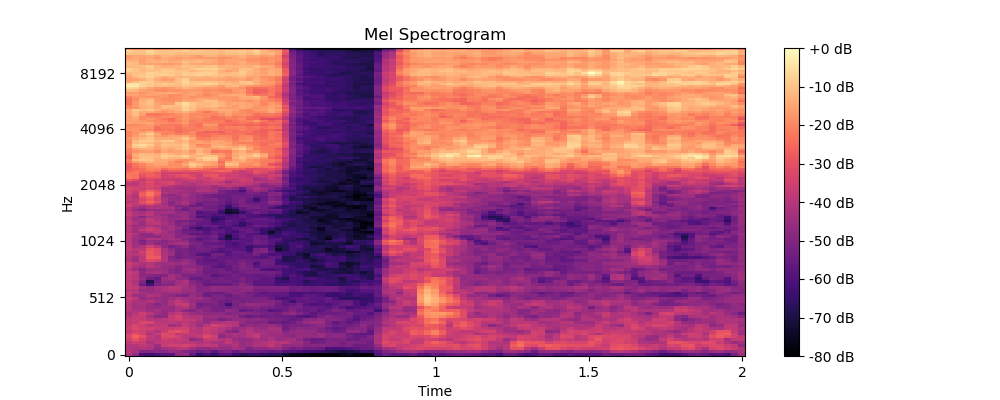 Mel Spectrogram
Hz
8192
4096
2048
1024
512
0
0 0.5 1 1.5 2
Time
+0 dB
-10 dB
-20 dB
-30 dB
-40 dB
-50 dB
-60 dB
-70 dB
-80 dB